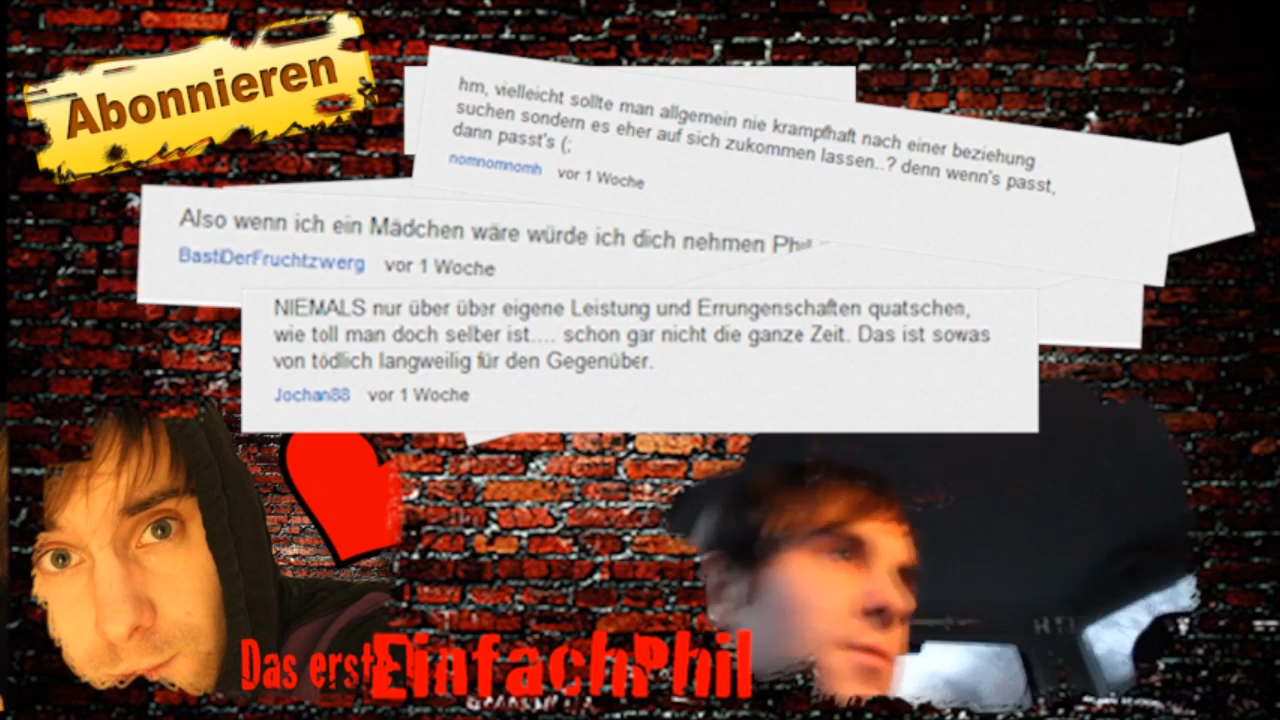 Abonnieren
hm, vielleicht sollte man allgemein nie krampfhaft nach einer beziehung
suchen sondern es eher auf sich zukommen lassen..? denn wenn's passt,
dann passt's (;
nomnomnomh vor 1 Woche
Also wenn ich ein Mädchen wäre würde ich dich nehmen Phil
BastiDerFruchtzwerg vor 1 Woche
NIEMALS nur über über eigene Leistung und Errungenschaften quatschen,
wie toll man doch selber ist.... schon gar nicht die ganze Zeit. Das ist sowas
von tödlich langweilig für den Gegenüber.
Jochan88 vor 1 Woche
Das erste EinfachPhil